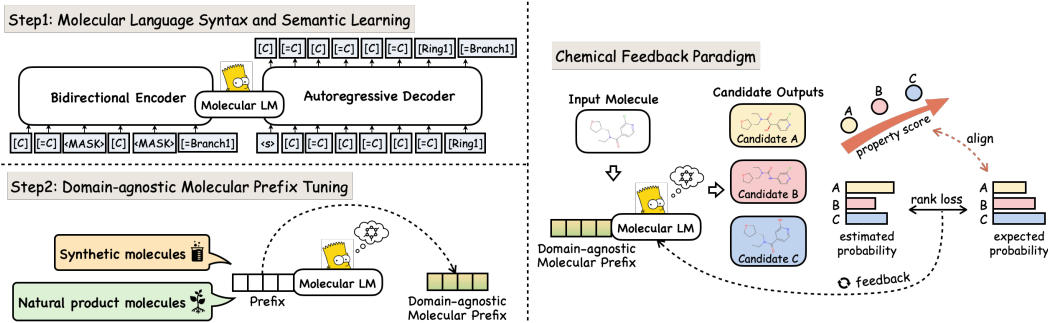 Step1: Molecular Language Syntax and Semantic Learning
[C] [=C] [C] [=C] [C] [=C] [Ring1] [=Branch1]
Bidirectional Encoder
Molecular LM
Autoregressive Decoder
[C] [=C] <MASK> [C] <MASK> [=Branch1]
<s> [C] [=C] [C] [=C] [C] [=C] [Ring1]
Step2: Domain-agnostic Molecular Prefix Tuning
Synthetic molecules
Natural product molecules
Prefix
Molecular LM
Domain-agnostic
Molecular Prefix
Chemical Feedback Paradigm
Input Molecule
Molecular LM
Domain-agnostic
Molecular Prefix
Candidate Outputs
Candidate A
Candidate B
Candidate C
A
B
C
property score
align
A
B
C
estimated
probability
rank loss
A
B
C
expected
probability
feedback